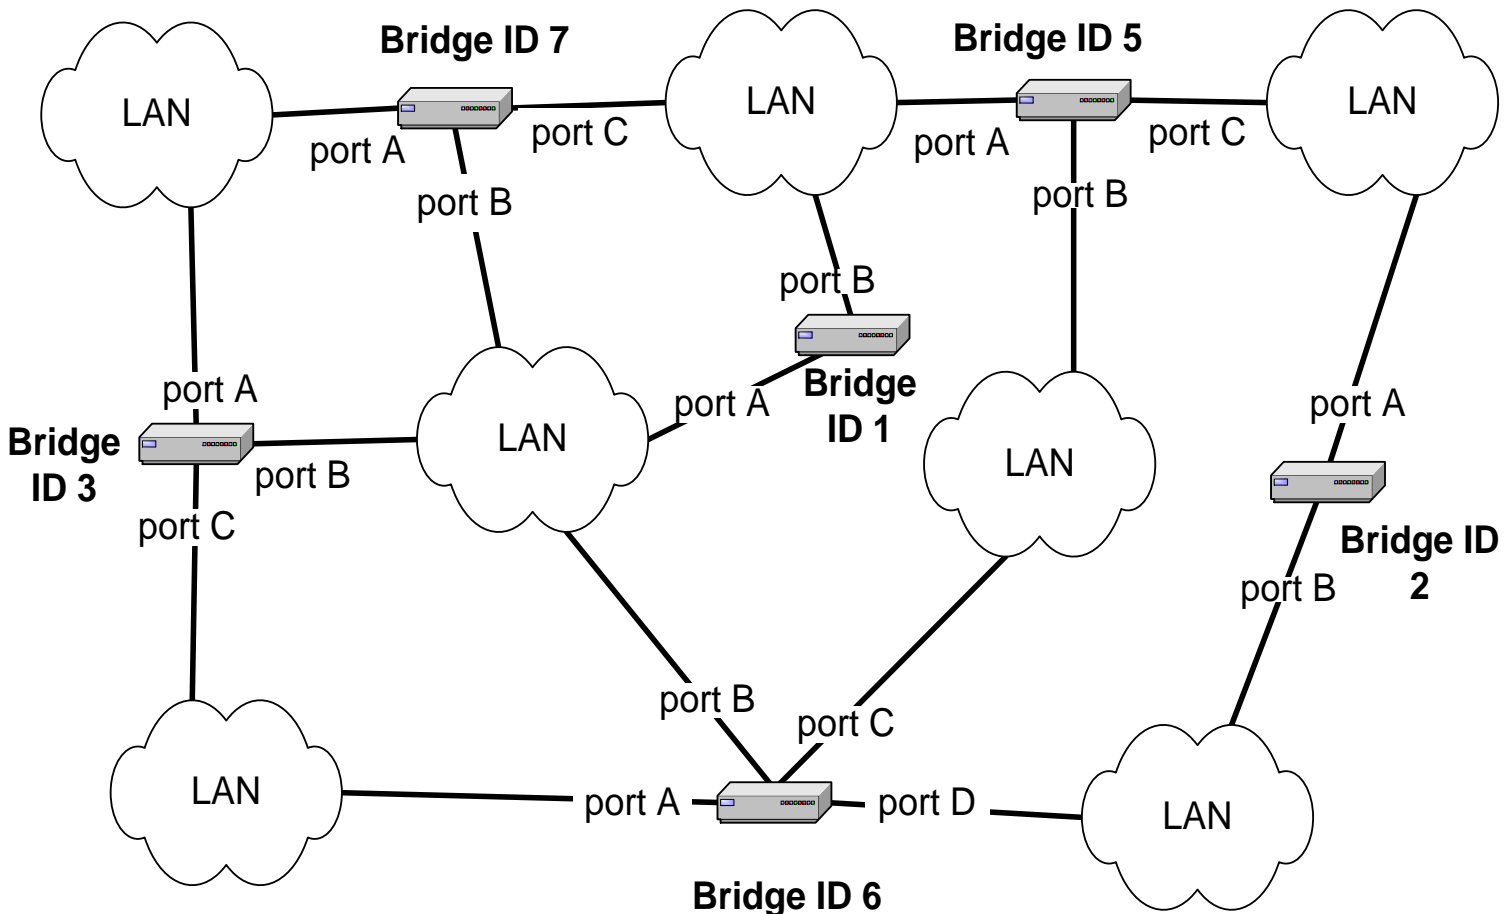 Bridge ID 7
Bridge ID 5
LAN
LAN
LAN
port A
port C
port A
port C
port B
port B
port B
port A
port A
port A
Bridge
ID 1
Bridge
ID 3
port B
LAN
LAN
port C
Bridge ID
2
port B
port B
port C
LAN
port A
port D
LAN
Bridge ID 6